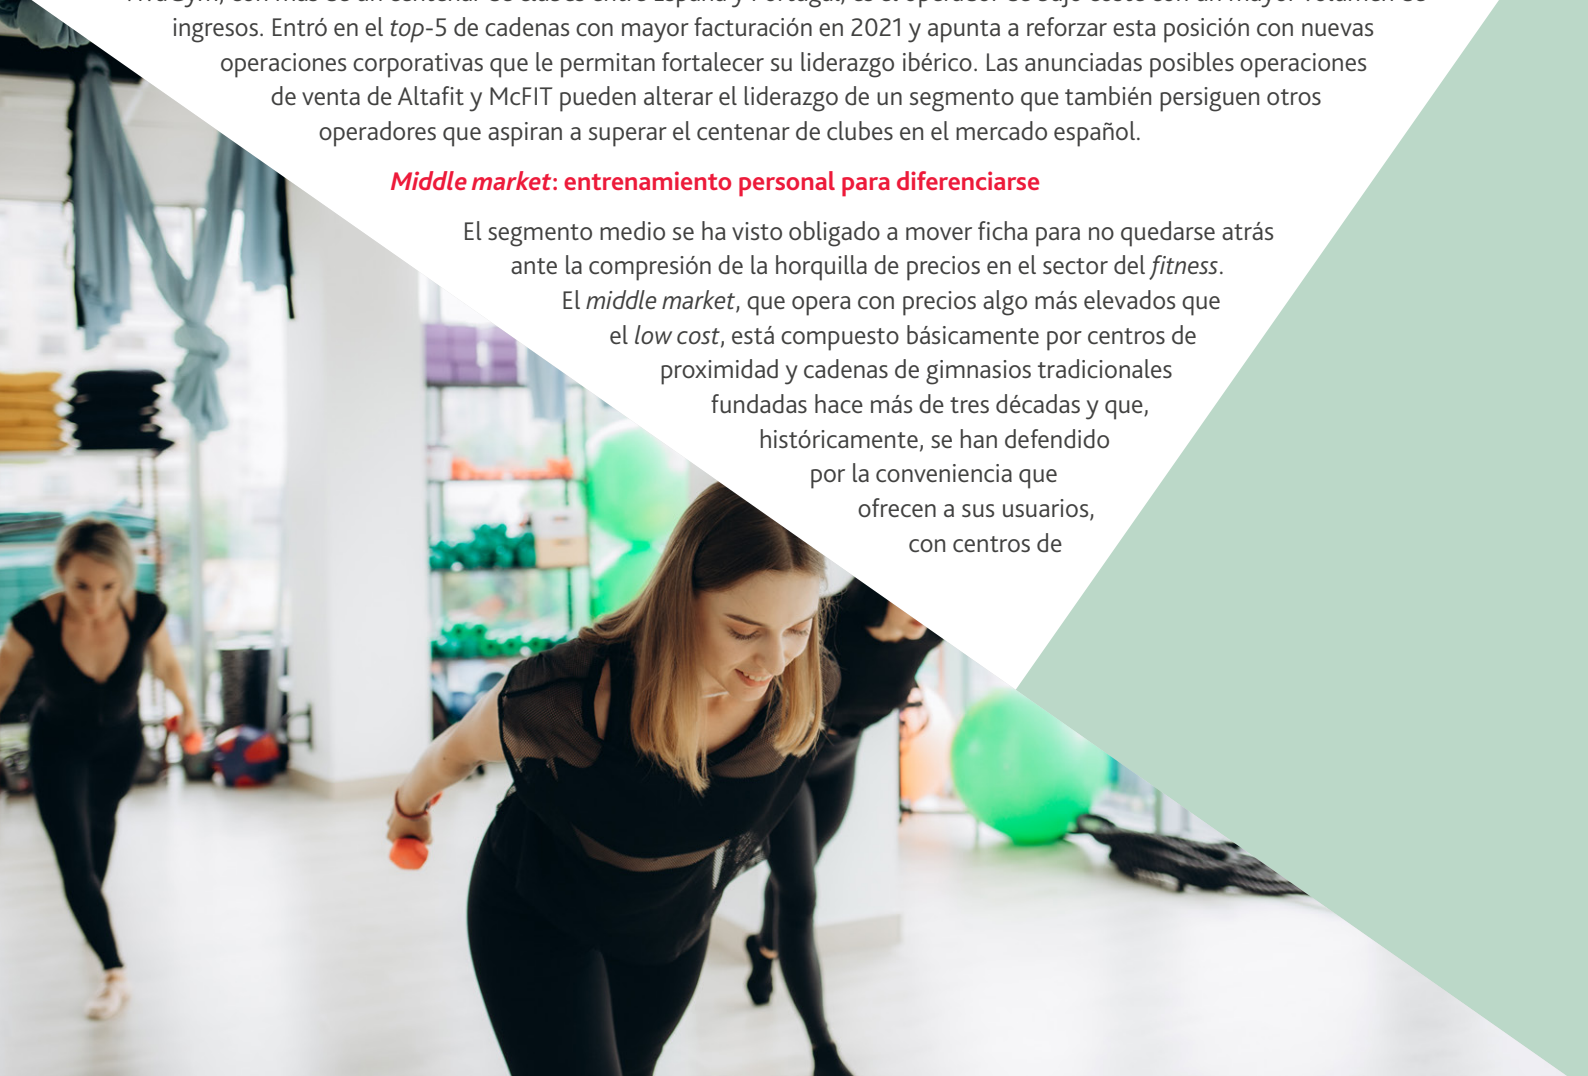 ingresos. Entró en el top-5 de cadenas con mayor facturación en 2021 y apunta a reforzar esta posición con nuevas
operaciones corporativas que le permitan fortalecer su liderazgo ibérico. Las anunciadas posibles operaciones
de venta de Altafit y McFIT pueden alterar el liderazgo de un segmento que también persiguen otros
operadores que aspiran a superar el centenar de clubes en el mercado español.
Middle market: entrenamiento personal para diferenciarse
El segmento medio se ha visto obligado a mover ficha para no quedarse atrás
ante la compresión de la horquilla de precios en el sector del fitness.
El middle market, que opera con precios algo más elevados que
el low cost, está compuesto básicamente por centros de
proximidad y cadenas de gimnasios tradicionales
fundadas hace más de tres décadas y que,
históricamente, se han defendido
por la conveniencia que
ofrecen a sus usuarios,
con centros de